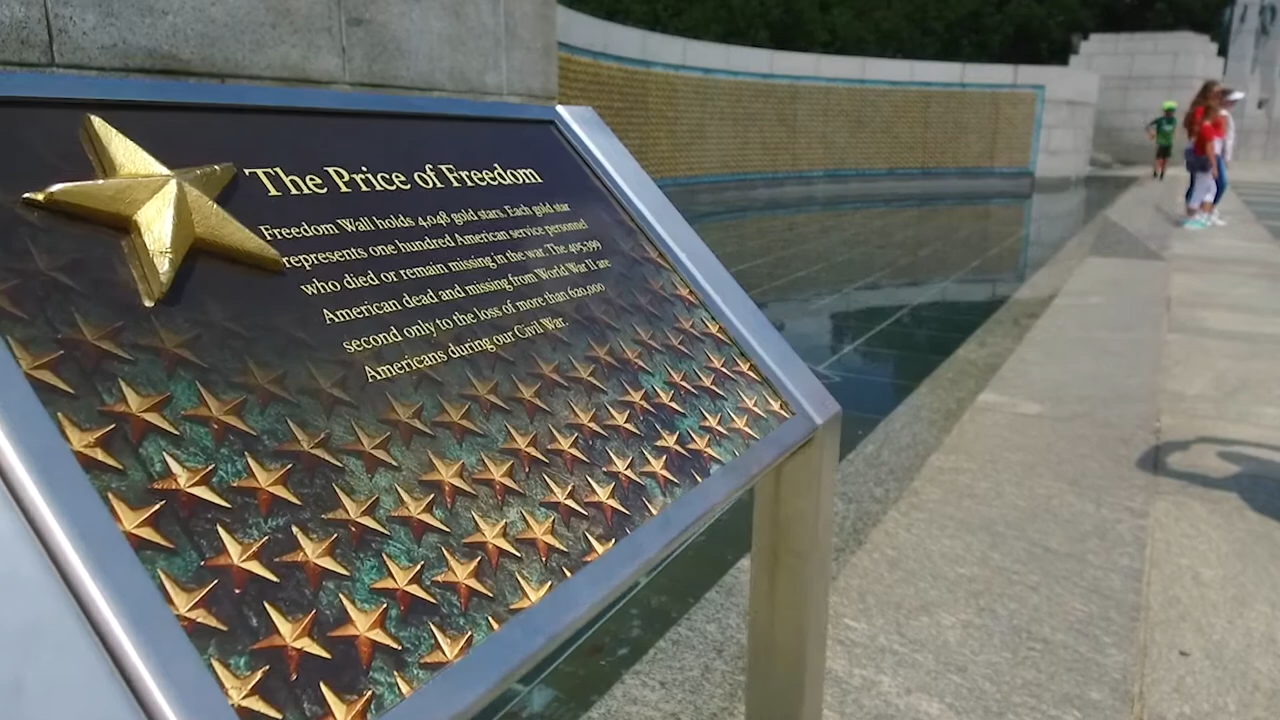 The Price of Freedom
Freedom Wall holds 4,048 gold stars. Each gold star
represents one hundred American service personnel
who died or remain missing in the war. The 405,399
American dead and missing from World War II are
second only to the loss of more than 620,000
Americans during our Civil War.